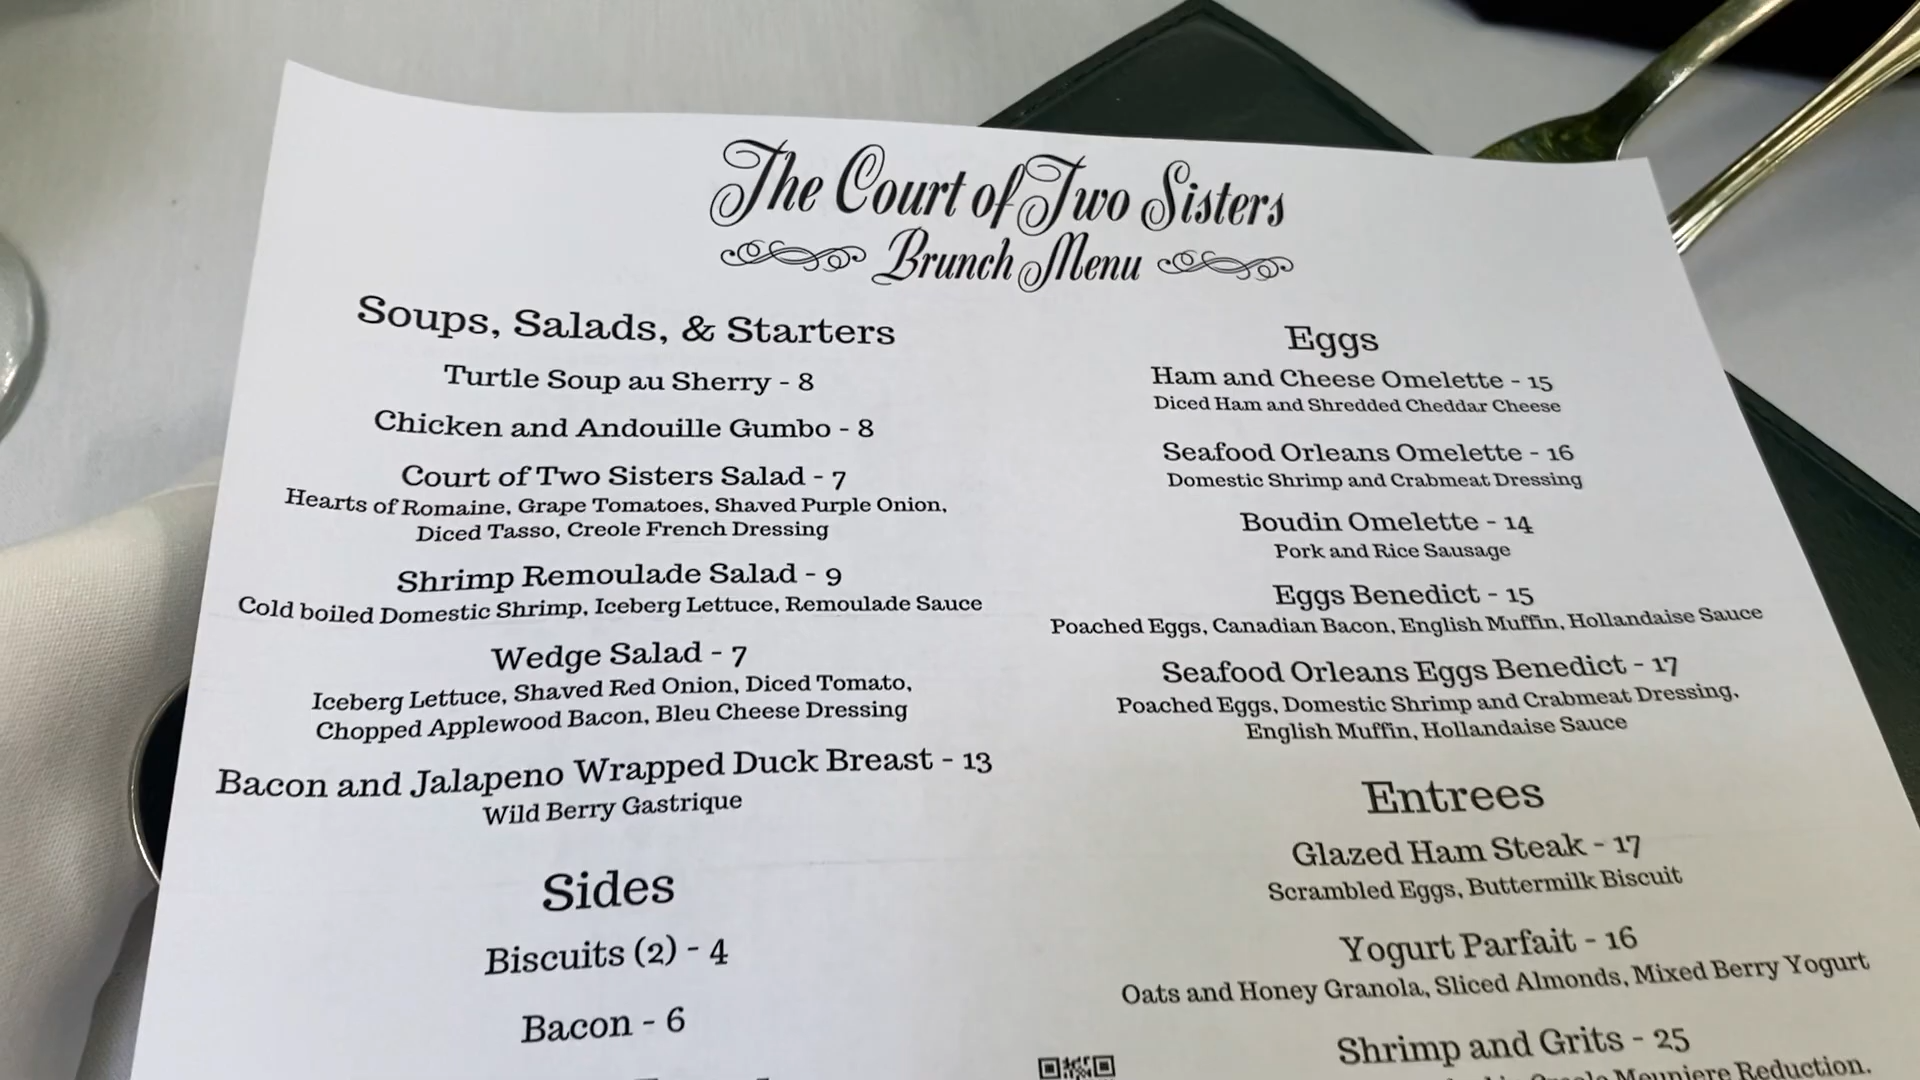 The Court of Two Sisters
Brunch Menu
Soups, Salads, & Starters
Turtle Soup au Sherry - 8
Chicken and Andouille Gumbo - 8
Court of Two Sisters Salad - 7
Hearts of Romaine, Grape Tomatoes, Shaved Purple Onion,
Diced Tasso, Creole French Dressing
Shrimp Remoulade Salad - 9
Cold boiled Domestic Shrimp, Iceberg Lettuce, Remoulade Sauce
Wedge Salad - 7
Iceberg Lettuce, Shaved Red Onion, Diced Tomato,
Chopped Applewood Bacon, Bleu Cheese Dressing
Bacon and Jalapeno Wrapped Duck Breast - 13
Wild Berry Gastrique
Sides
Biscuits (2) - 4
Bacon - 6
Eggs
Ham and Cheese Omelette - 15
Diced Ham and Shredded Cheddar Cheese
Seafood Orleans Omelette - 16
Domestic Shrimp and Crabmeat Dressing
Boudin Omelette - 14
Pork and Rice Sausage
Eggs Benedict - 15
Poached Eggs, Canadian Bacon, English Muffin, Hollandaise Sauce
Seafood Orleans Eggs Benedict - 17
Poached Eggs, Domestic Shrimp and Crabmeat Dressing,
English Muffin, Hollandaise Sauce
Entrees
Glazed Ham Steak - 17
Scrambled Eggs, Buttermilk Biscuit
Yogurt Parfait - 16
Oats and Honey Granola, Sliced Almonds, Mixed Berry Yogurt
Shrimp and Grits - 25
Creole Meuniere Reduction.